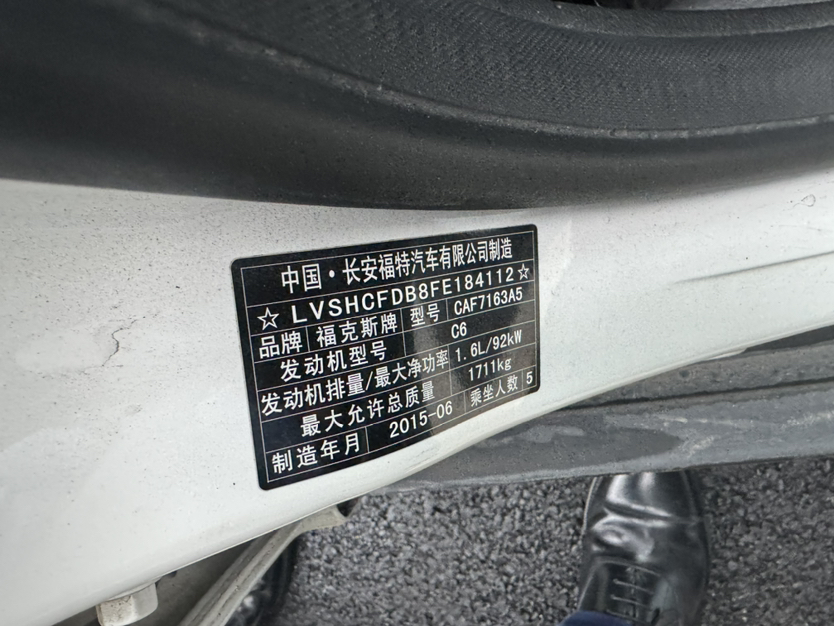 中国·长安福特汽车有限公司制造
☆LVSHCFDB8FE184112☆
品牌 福克斯牌 型号 CAF7163A5
发动机型号 C6
发动机排量/最大净功率 1.6L/92kW
最大允许总质量 1711kg
制造年月 2015-06 乘坐人数 5